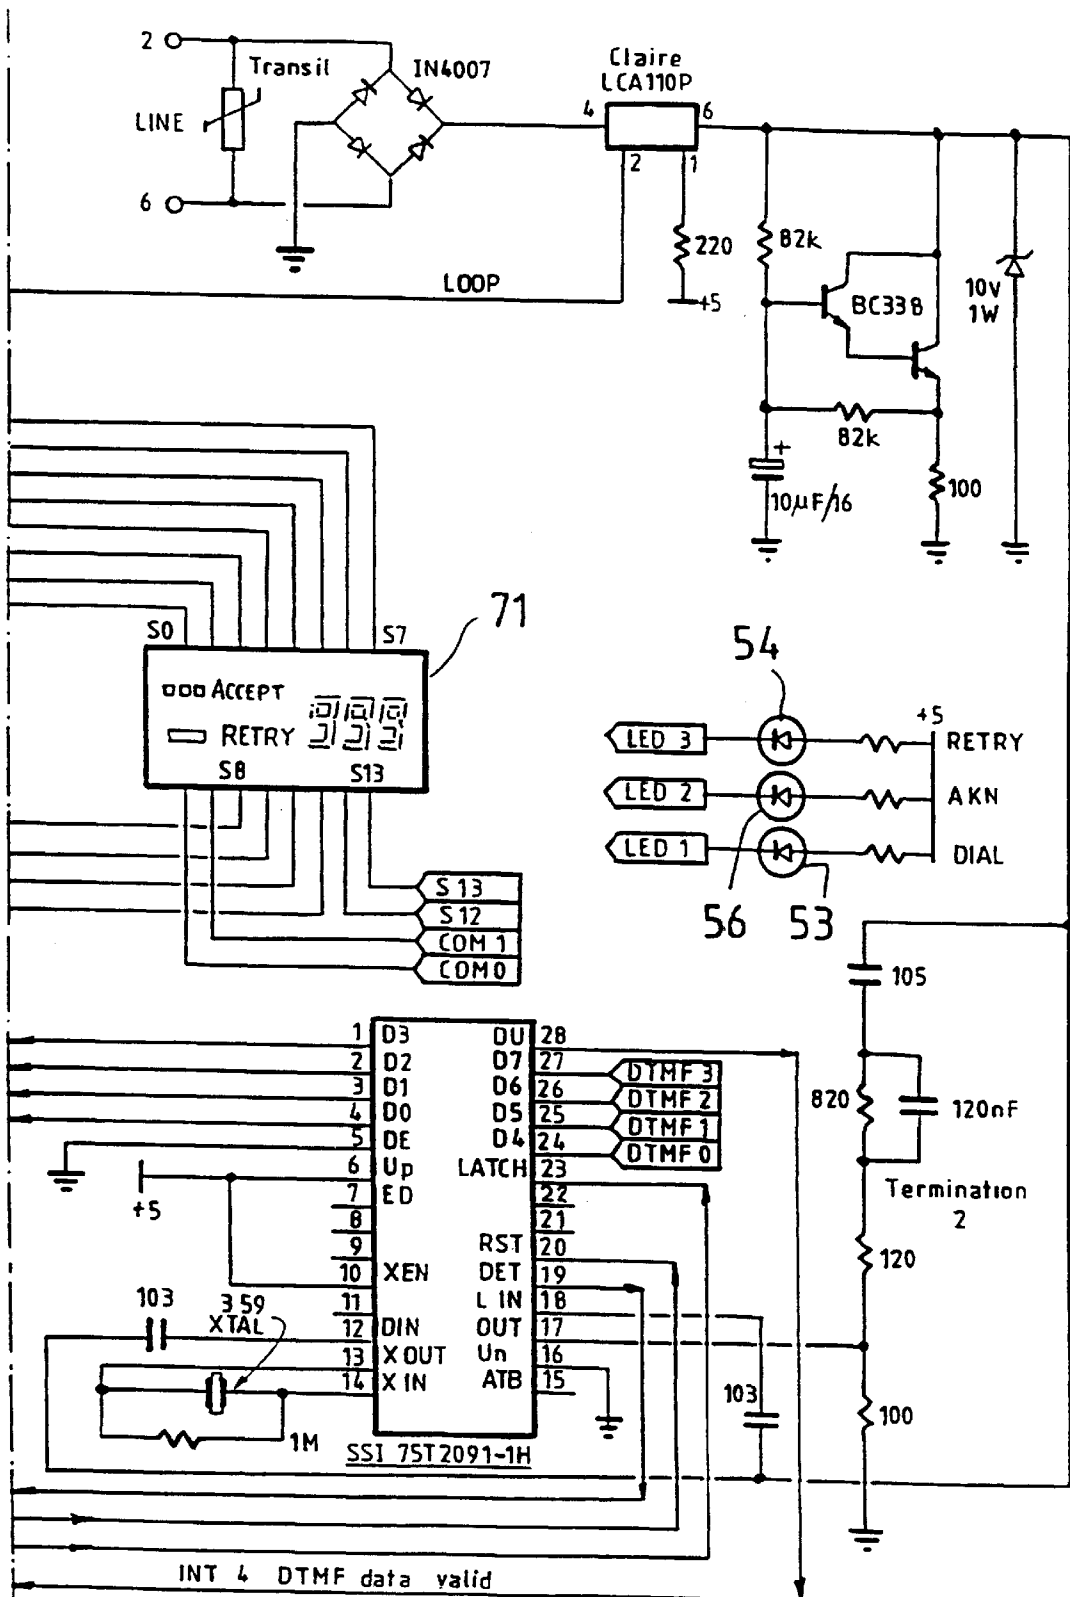 2
Transil
IN4007
Claire
LCA110P
4
6
LINE
2
1
6
220
82k
LOOP
+5
BC338
10v
1W
82k
+
10µF/16
100
71
S0
S7
ACCEPT
RETRY
S8
S13
54
+5
LED 3
RETRY
LED 2
AKN
LED 1
DIAL
56
53
S 13
S 12
COM 1
COM 0
105
820
120nF
Termination
2
120
100
1 D3
2 D2
3 D1
4 D0
5 DE
6 Up
7 ED
8
9
10 XEN
11
12 DIN
13 XOUT
14 XIN
DU 28
D7 27
D6 26
D5 25
D4 24
LATCH 23
22
21
RST 20
DET 19
L IN 18
OUT 17
Un 16
ATB 15
DTMF 3
DTMF 2
DTMF 1
DTMF 0
+5
103
3 59
XTAL
1M
103
SSI 75T2091-1H
INT 4 DTMF data valid